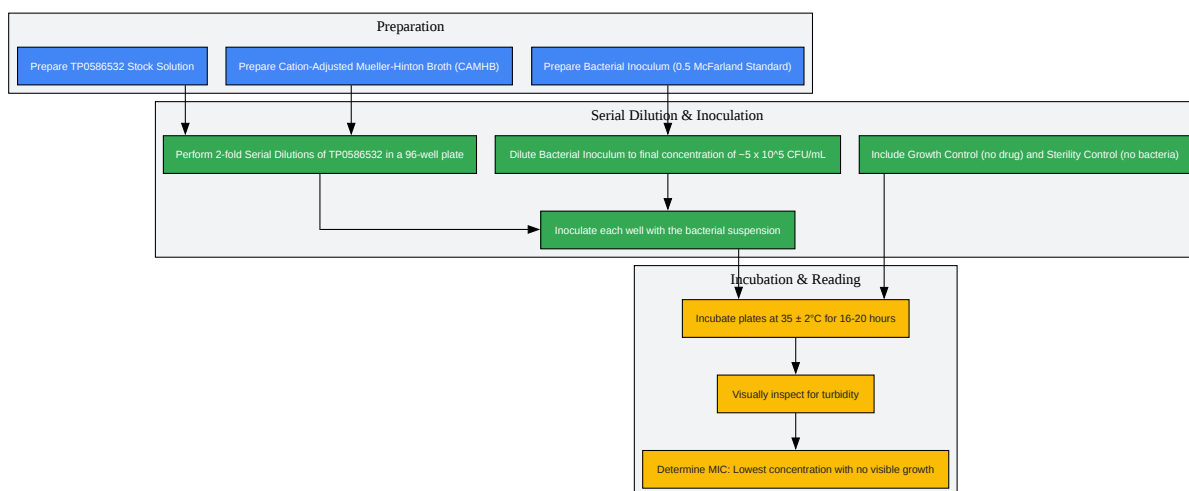 Preparation
Prepare TP0586532 Stock Solution
Prepare Cation-Adjusted Mueller-Hinton Broth (CAMHB)
Prepare Bacterial Inoculum (0.5 McFarland Standard)
Serial Dilution & Inoculation
Perform 2-fold Serial Dilutions of TP0586532 in a 96-well plate
Dilute Bacterial Inoculum to final concentration of ~5 x 10^5 CFU/mL
Include Growth Control (no drug) and Sterility Control (no bacteria)
Inoculate each well with the bacterial suspension
Incubation & Reading
Incubate plates at 35 ± 2°C for 16-20 hours
Visually inspect for turbidity
Determine MIC: Lowest concentration with no visible growth